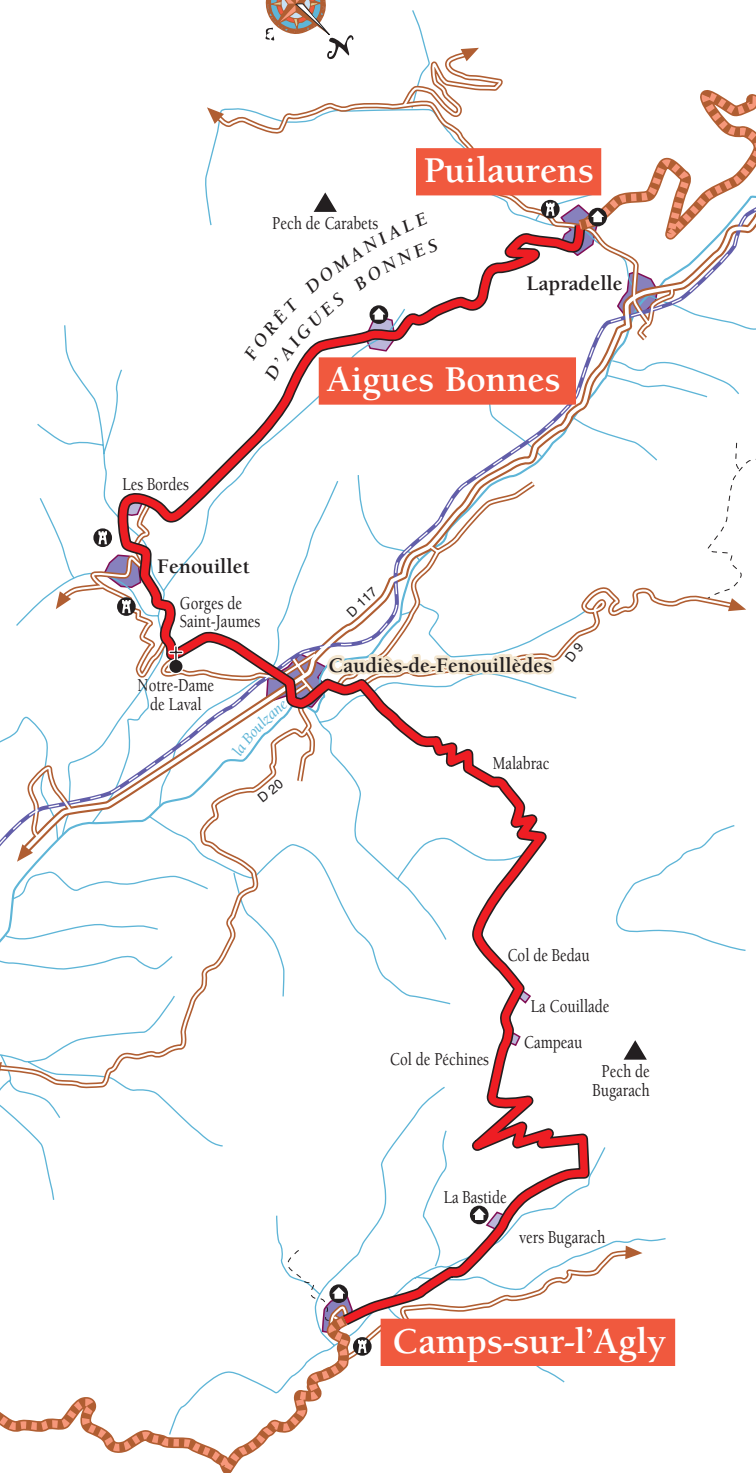 E
N
Puilaurens
Pech de Carabets
FORÊT DOMANIALE
D'AIGUES BONNES
Lapradelle
Aigues Bonnes
Les Bordes
Fenouillet
D 117
Gorges de
Saint-Jaumes
D 9
Caudiès-de-Fenouillèdes
Notre-Dame
de Laval
la Boulzane
Malabrac
D 20
Col de Bedau
La Couillade
Campeau
Col de Péchines
Pech de
Bugarach
La Bastide
vers Bugarach
Camps-sur-l'Agly